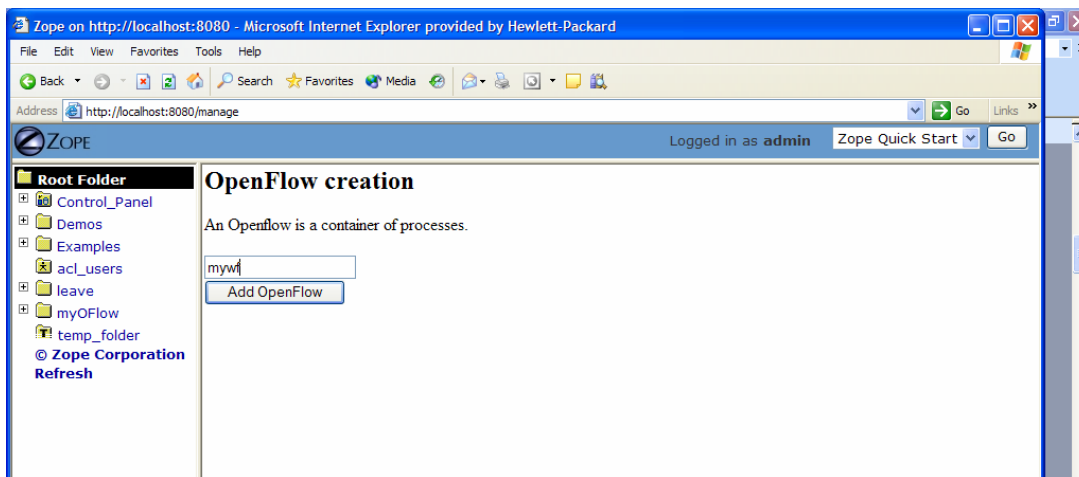 Zope on http://localhost:8080 - Microsoft Internet Explorer provided by Hewlett-Packard
File Edit View Favorites Tools Help
Back Search Favorites Media
Address http://localhost:8080/manage Go Links »
ZOPE Logged in as admin Zope Quick Start Go
Root Folder
Control_Panel
Demos
Examples
acl_users
leave
myOFlow
temp_folder
© Zope Corporation
Refresh
OpenFlow creation
An Openflow is a container of processes.
mywf
Add OpenFlow